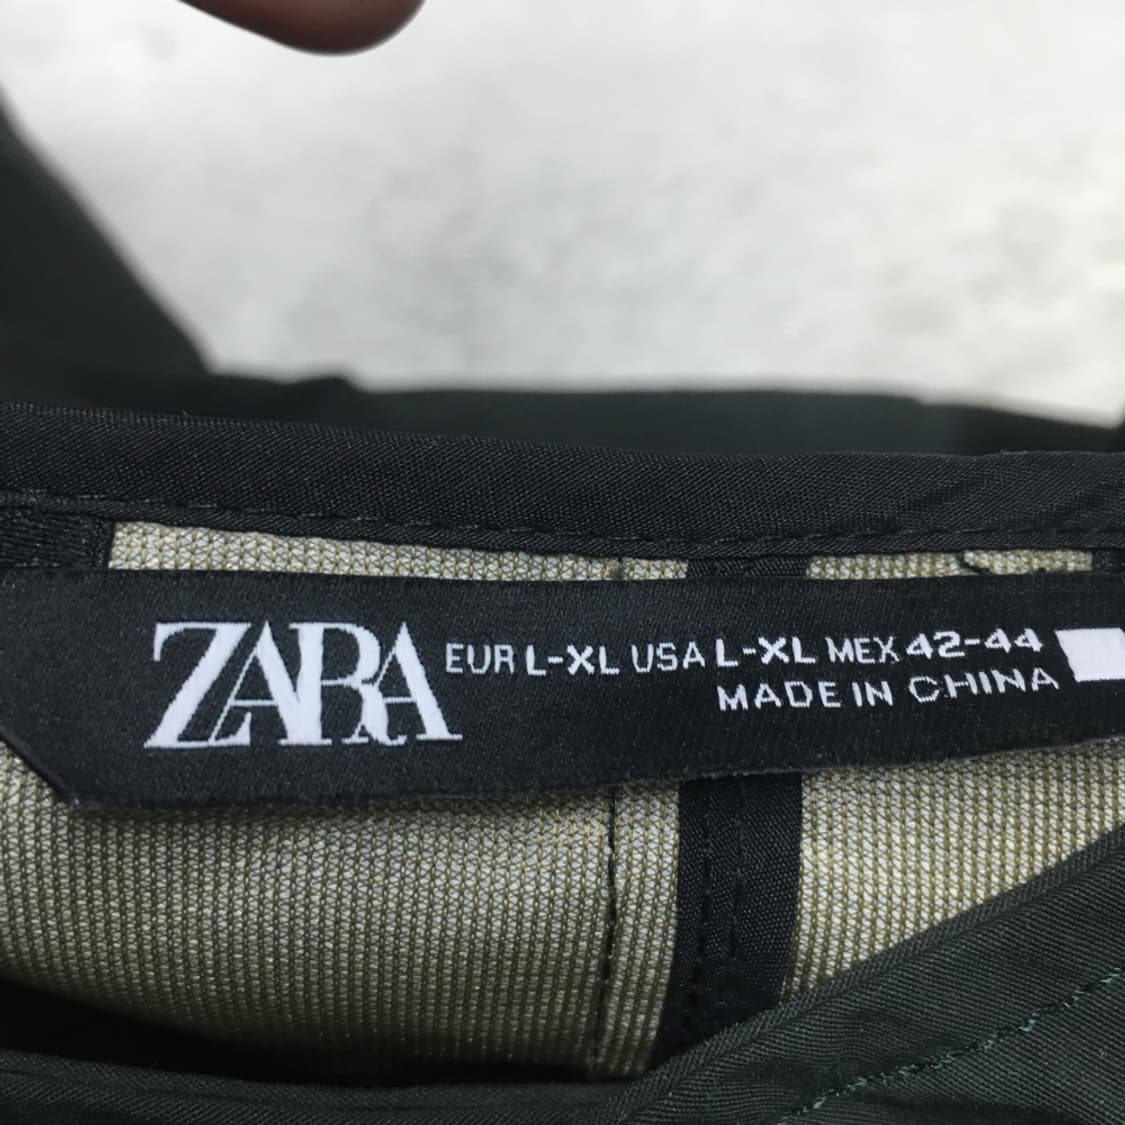 ZARA EUR L-XL USA L-XL MEX 42-44
MADE IN CHINA